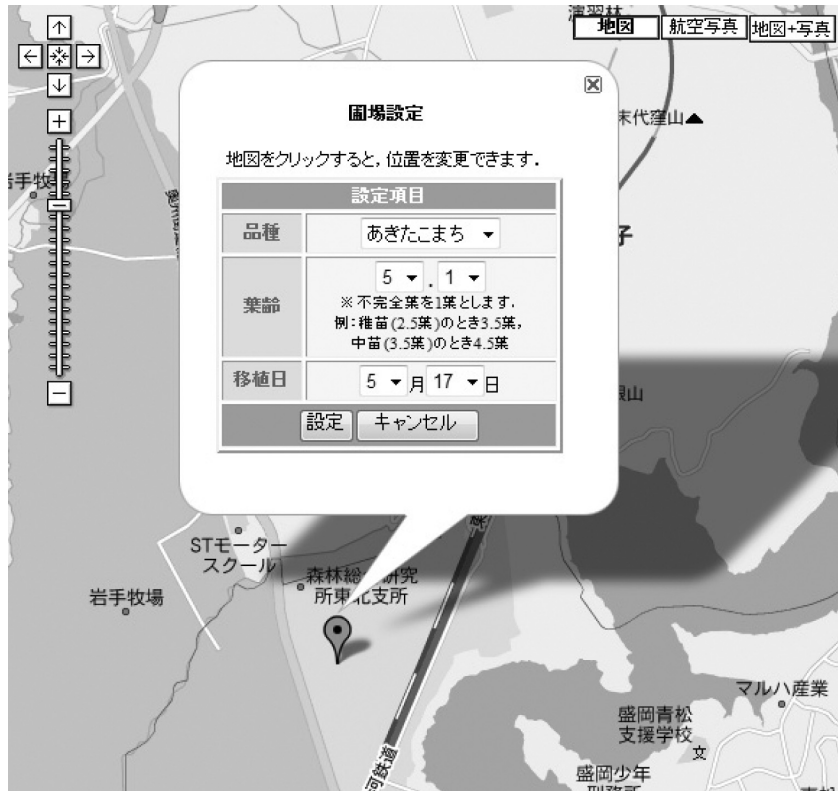 地図 航空写真 地図+写真
末代窪山
圃場設定
地図をクリックすると,位置を変更できます.
設定項目
品種 あきたこまち
葉齢 5 . 1
※不完全葉を1葉とします.
例:稚苗(2.5葉)のとき3.5葉,
中苗(3.5葉)のとき4.5葉
移植日 5 月 17 日
設定 キャンセル
子
STモーター
スクール
森林総 研究
所東北支所
岩手牧場
河鉄道
マルハ産業
盛岡青松
支援学校
文
盛岡少年